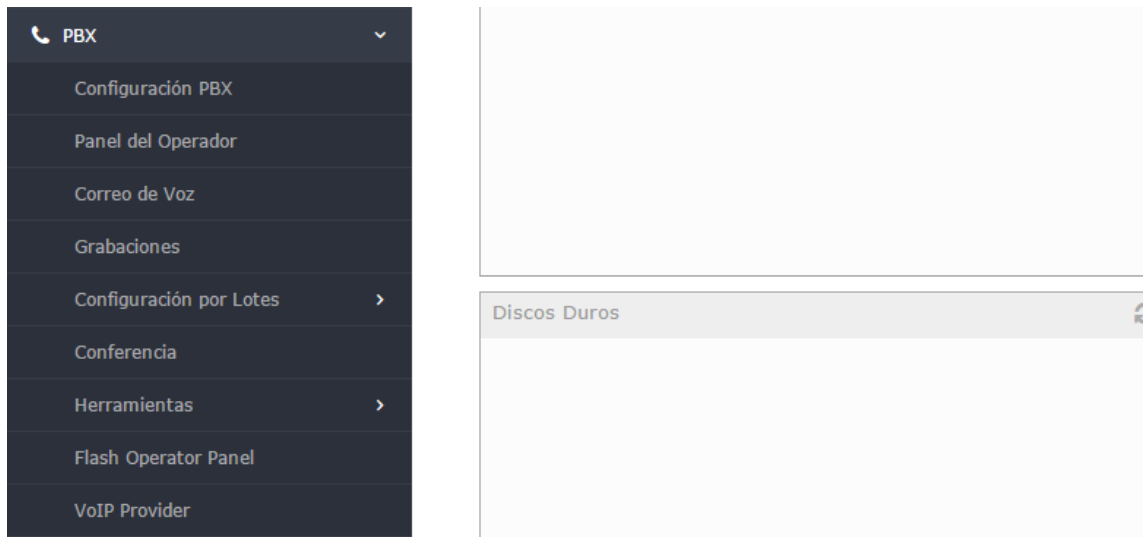 PBX
Configuración PBX
Panel del Operador
Correo de Voz
Grabaciones
Configuración por Lotes
Conferencia
Herramientas
Flash Operator Panel
VoIP Provider
Discos Duros